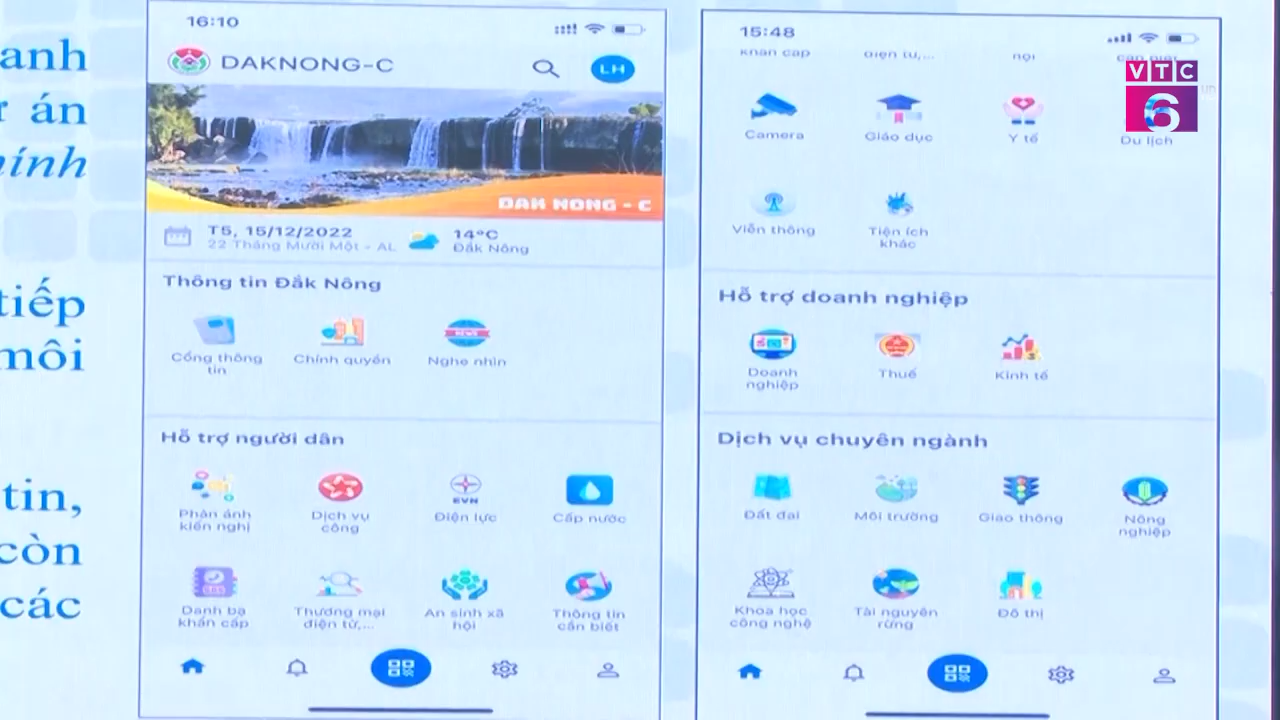 anh
án
ính
tiếp
môi
tin,
còn
các
16:10
DAKNONG-C
LH
DAK NONG - C
T5, 15/12/2022
22 Tháng Mười Một - AL
14°C
Đắk Nông
Thông tin Đắk Nông
Cổng thông
tin
Chính quyền
NEWS
Nghe nhìn
Hỗ trợ người dân
Phản ánh
kiến nghị
Dịch vụ
công
EVN
Điện lực
Cấp nước
SOS
Danh bạ
khẩn cấp
Thương mại
điện tử,...
An sinh xã
hội
Thông tin
cần biết
15:48
khẩn cấp
điện tử,...
hội
cần biết
VTC
6
Camera
Giáo dục
Y tế
Du lịch
Viễn thông
Tiện ích
khác
Hỗ trợ doanh nghiệp
Doanh
nghiệp
Thuế
Kinh tế
Dịch vụ chuyên ngành
Đất đai
Môi trường
Giao thông
Nông
nghiệp
Khoa học
công nghệ
Tài nguyên
rừng
Đô thị